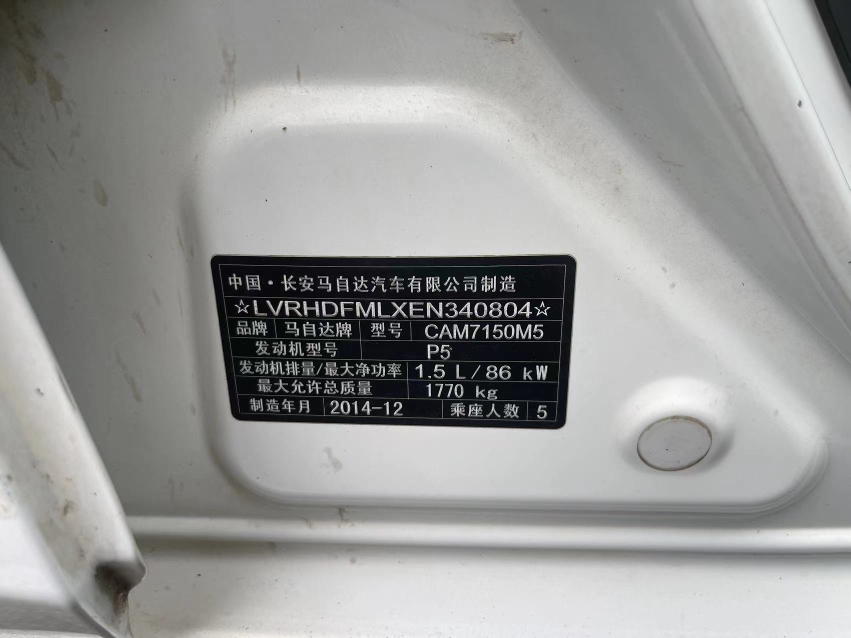 中国·长安马自达汽车有限公司制造
☆LVRHDFMLXEN340804☆
品牌 马自达牌 型号 CAM7150M5
发动机型号 P5
发动机排量/最大净功率 1.5 L/86 kW
最大允许总质量 1770 kg
制造年月 2014-12 乘座人数 5